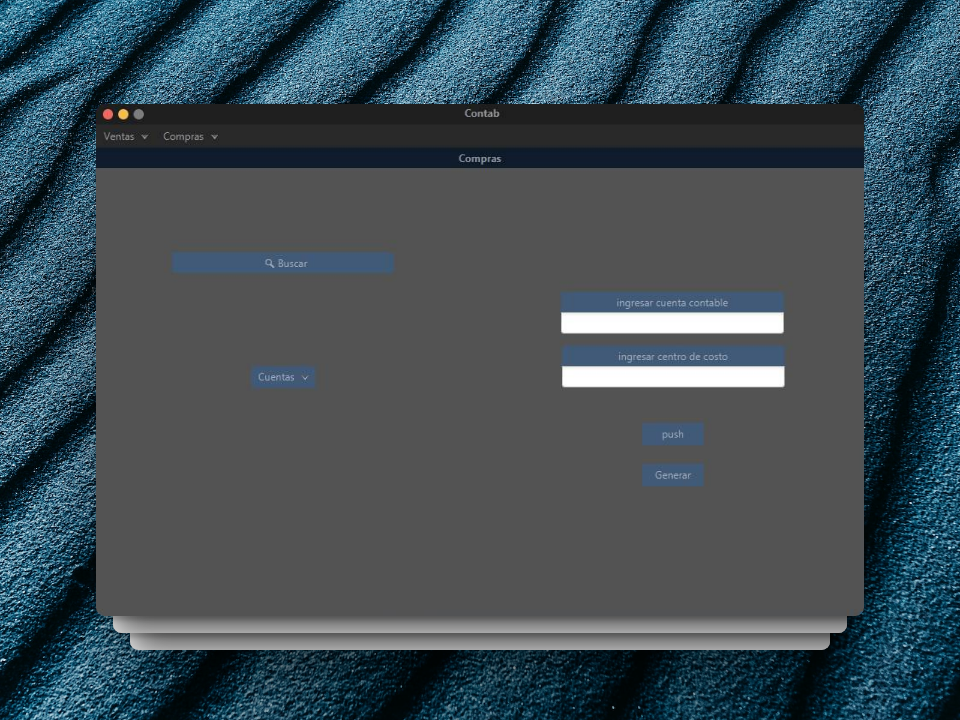 Contab
Ventas Compras
Compras
Buscar
ingresar cuenta contable
ingresar centro de costo
Cuentas
push
Generar